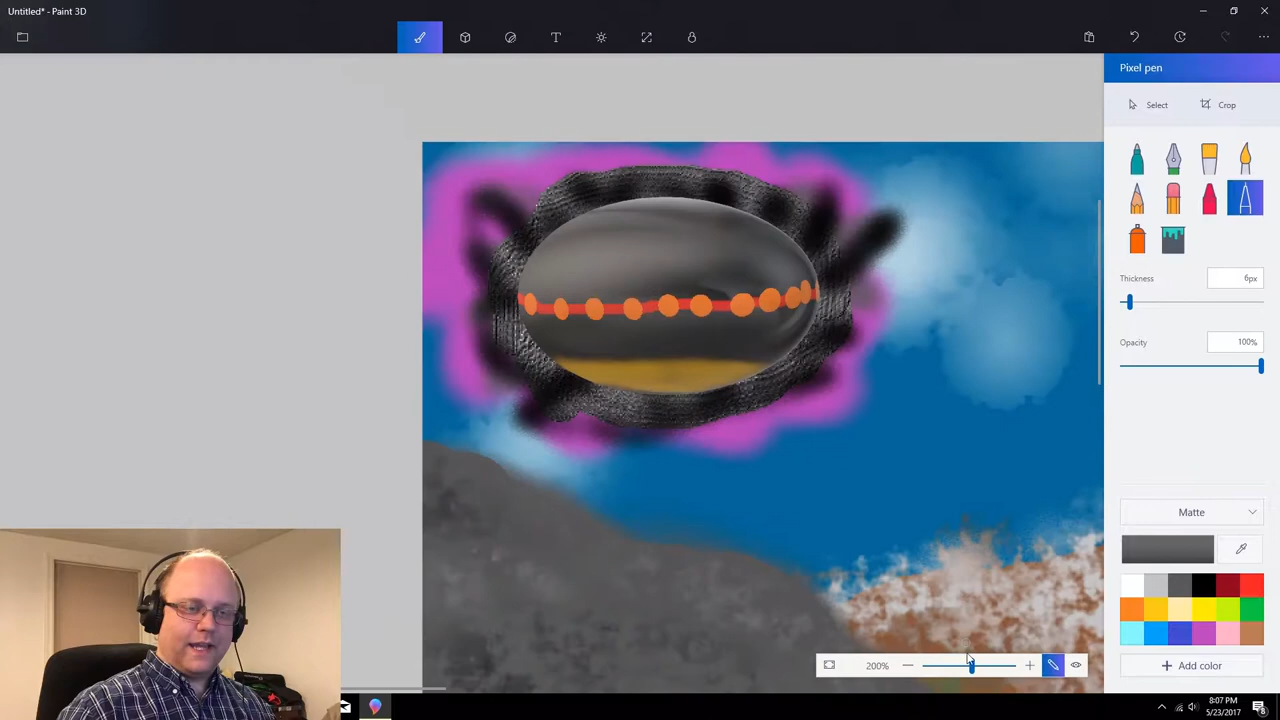 Untitled* - Paint 3D
Pixel pen
Select
Crop
Thickness
6px
Opacity
100%
Matte
Add color
200%
8:07 PM
5/23/2017